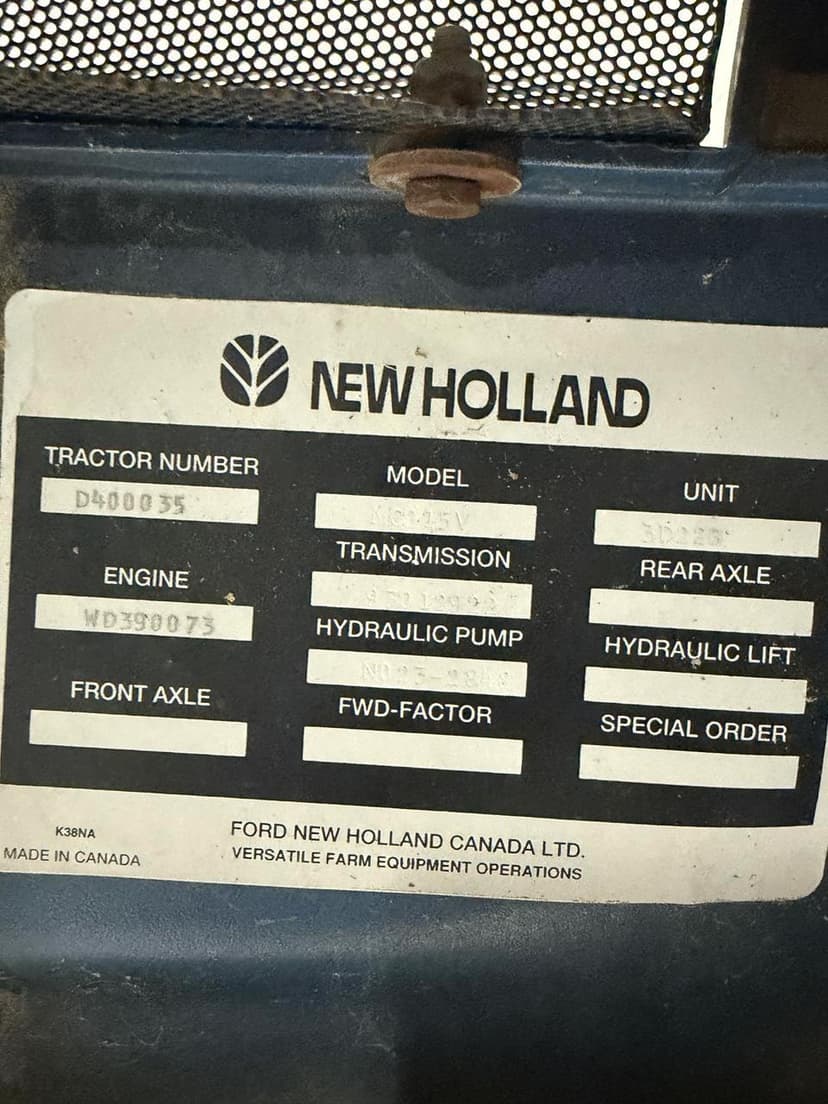 NEW HOLLAND
TRACTOR NUMBER
D400035
MODEL
UNIT
ENGINE
WD390073
TRANSMISSION
REAR AXLE
FRONT AXLE
HYDRAULIC PUMP
HYDRAULIC LIFT
FWD-FACTOR
SPECIAL ORDER
K38NA
MADE IN CANADA
FORD NEW HOLLAND CANADA LTD.
VERSATILE FARM EQUIPMENT OPERATIONS